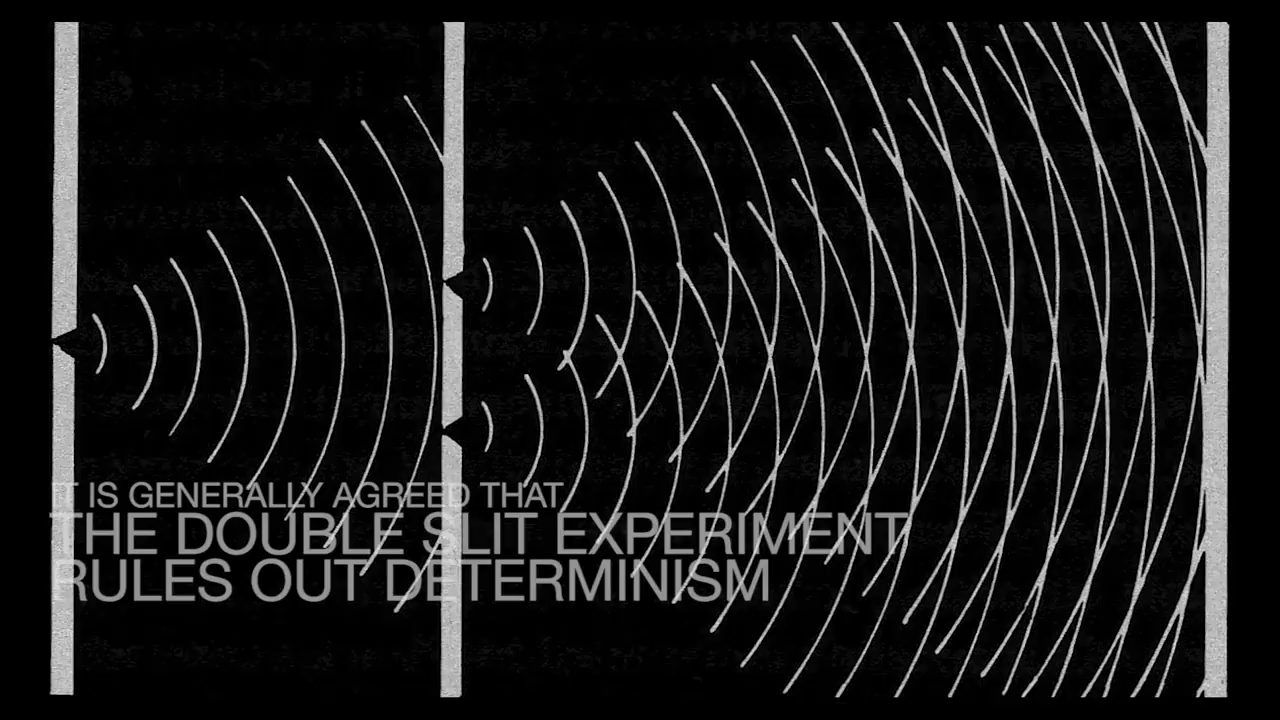 IT IS GENERALLY AGREED THAT
THE DOUBLE SLIT EXPERIMENT
RULES OUT DETERMINISM